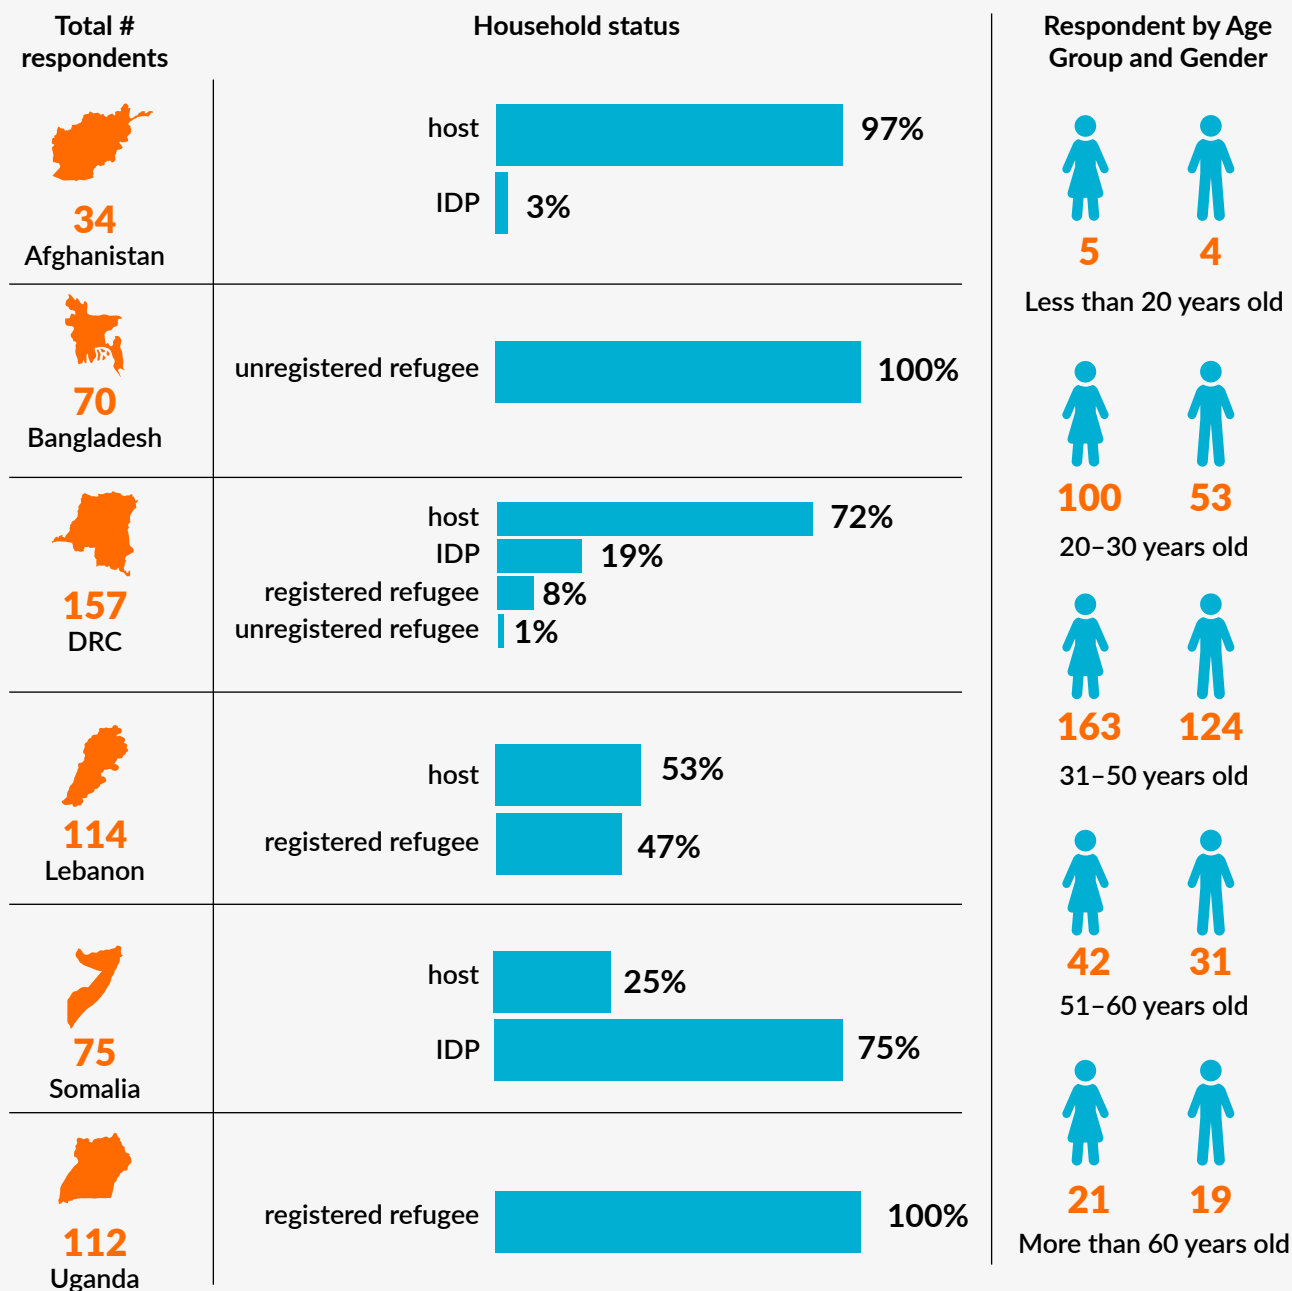 Total #
respondents
Household status
Respondent by Age
Group and Gender
34
Afghanistan
host 97%
IDP 3%
70
Bangladesh
unregistered refugee 100%
157
DRC
host 72%
IDP 19%
registered refugee 8%
unregistered refugee 1%
114
Lebanon
host 53%
registered refugee 47%
75
Somalia
host 25%
IDP 75%
112
Uganda
registered refugee 100%
5 4
Less than 20 years old
100 53
20–30 years old
163 124
31–50 years old
42 31
51–60 years old
21 19
More than 60 years old